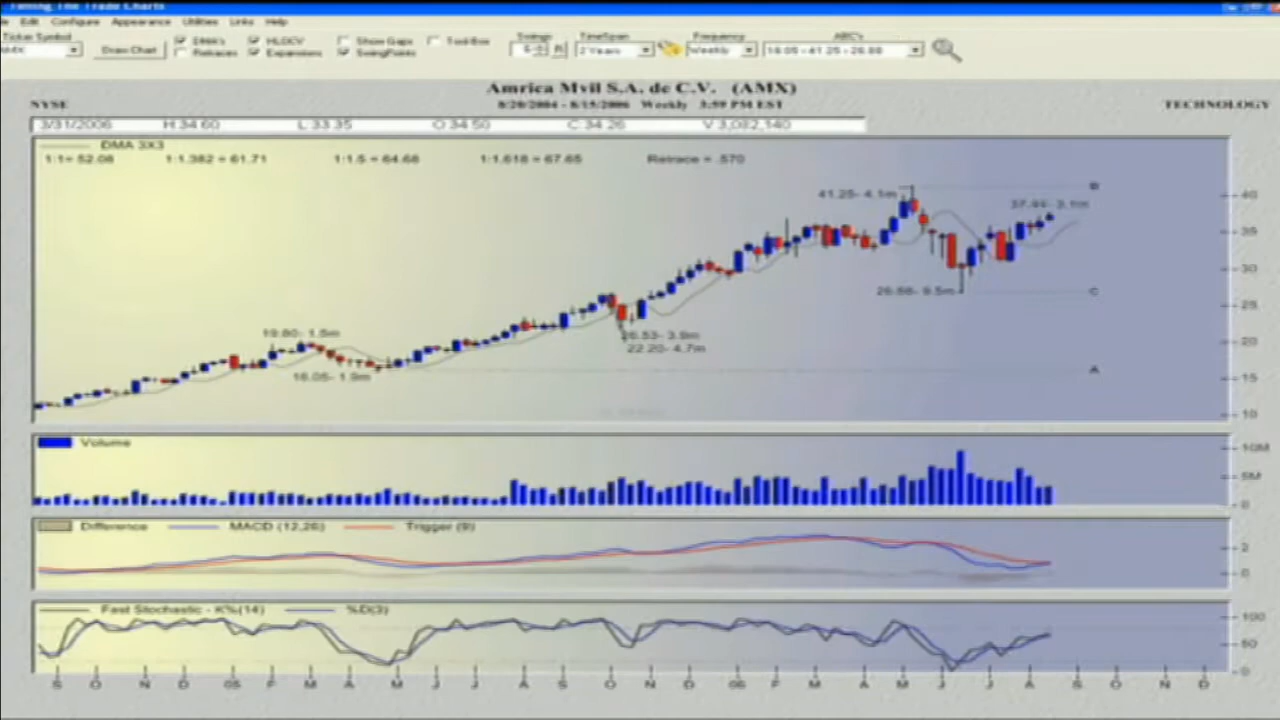 Timing The Trade Charts
Edit Configure Appearance Utilities Links Help
Ticker Symbol
Draw Chart
DMA's HLOCV Show Gaps Tool Box
Retraces Expansions SwingPoints
Swings TimeSpan Frequency ABC's
2 Years Weekly 16.05 - 41.25 - 26.88
Amrica Mvil S.A. de C.V. (AMX)
NYSE 8/20/2004 - 8/15/2006 Weekly 3:59 PM EST TECHNOLOGY
3/31/2006 H 34.60 L 33.35 O 34.50 C 34.26 V 3,082,140
DMA 3X3
1:1= 52.08 1:1.382 = 61.71 1:1.5 = 64.68 1:1.618 = 67.65 Retrace = .570
41.25- 4.1m B
37.44- 3.1m
26.88- 9.5m C
19.80- 1.5m
26.53- 3.9m
22.20- 4.7m
16.05- 1.9m A
40
35
30
25
20
15
10
Volume
10M
5M
0
Difference MACD (12,26) Trigger (9)
2
0
Fast Stochastic - K%(14) %D(3)
100
50
0
S O N D 05 F M A M J J A S O N D 06 F M A M J J A S O N D